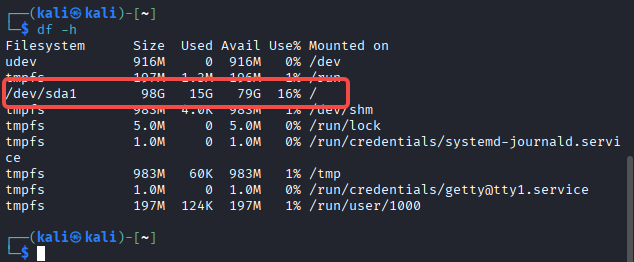 ┌──(kali㉿kali)-[~]
└─$ df -h
Filesystem      Size  Used Avail Use% Mounted on
udev            916M     0  916M   0% /dev
tmpfs           197M  1.3M  196M   1% /run
/dev/sda1        98G   15G   79G  16% /
tmpfs           983M  4.0K  983M   1% /dev/shm
tmpfs           5.0M     0  5.0M   0% /run/lock
tmpfs           1.0M     0  1.0M   0% /run/credentials/systemd-journald.servi
ce
tmpfs           983M   60K  983M   1% /tmp
tmpfs           1.0M     0  1.0M   0% /run/credentials/getty@tty1.service
tmpfs           197M  124K  197M   1% /run/user/1000
┌──(kali㉿kali)-[~]
└─$